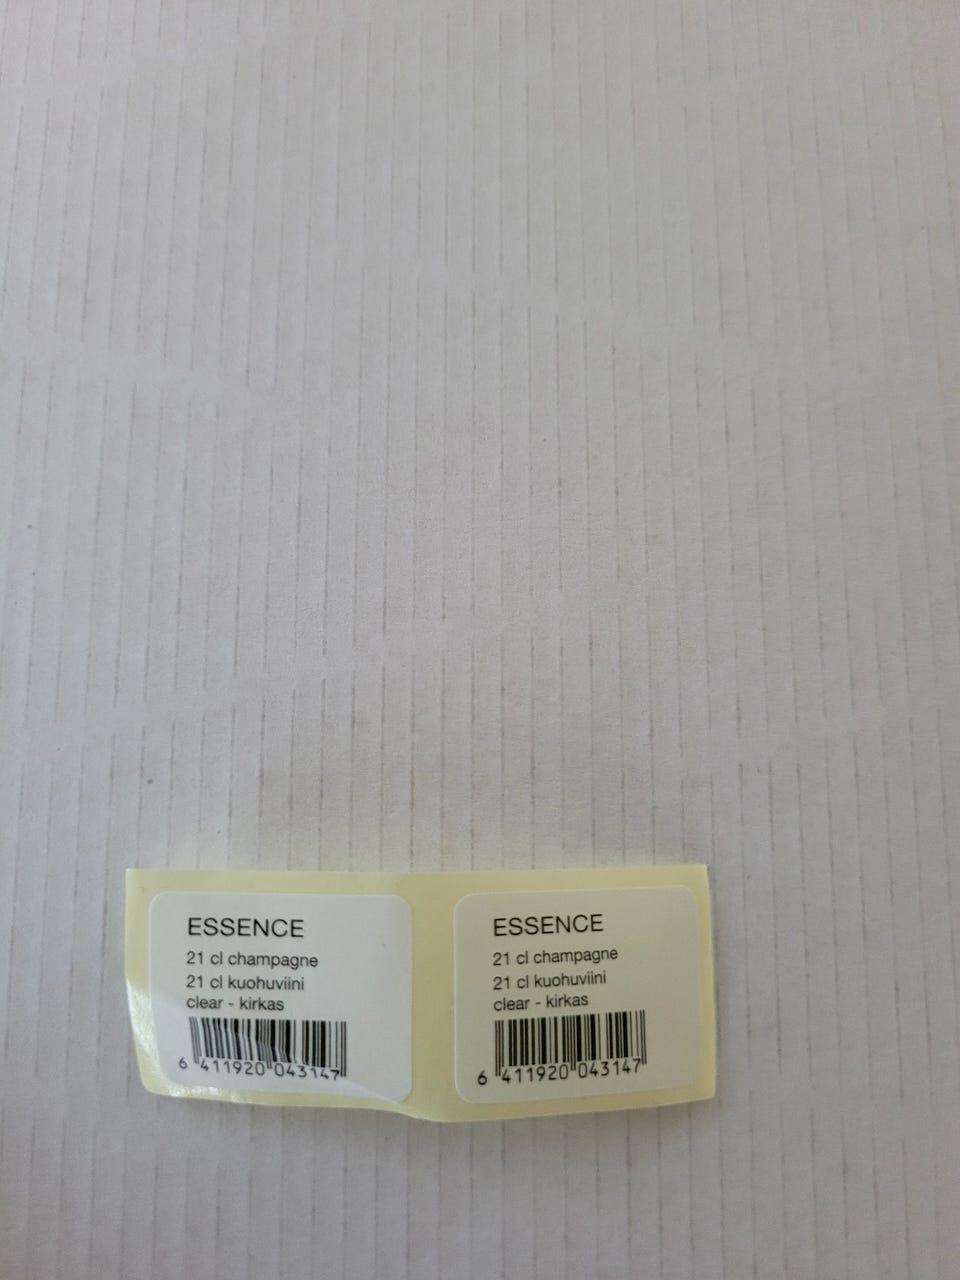 ESSENCE
21 cl champagne
21 cl kuohuviini
clear - kirkas
6 411920 043147
ESSENCE
21 cl champagne
21 cl kuohuviini
clear - kirkas
6 411920 043147